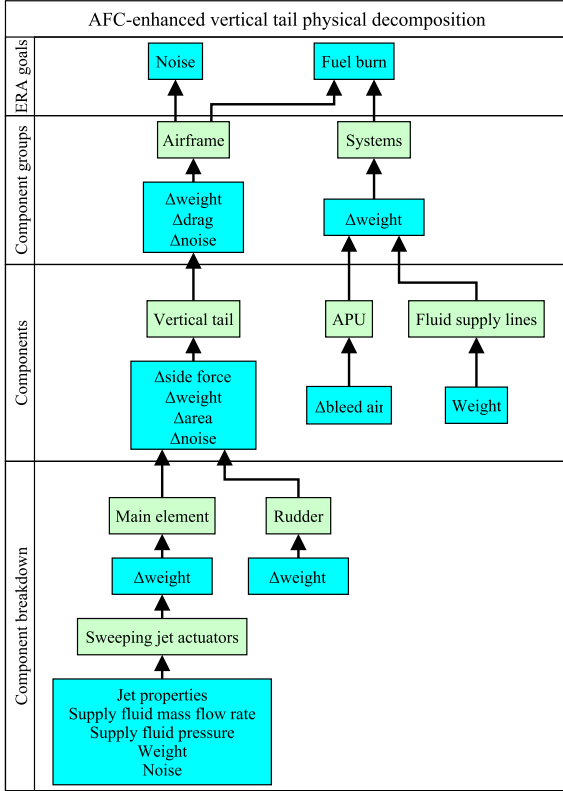 AFC-enhanced vertical tail physical decomposition
ERA goals
Noise
Fuel burn
Component groups
Airframe
Systems
Δweight
Δdrag
Δnoise
Δweight
Components
Vertical tail
APU
Fluid supply lines
Δside force
Δweight
Δarea
Δnoise
Δbleed air
Weight
Component breakdown
Main element
Rudder
Δweight
Δweight
Sweeping jet actuators
Jet properties
Supply fluid mass flow rate
Supply fluid pressure
Weight
Noise